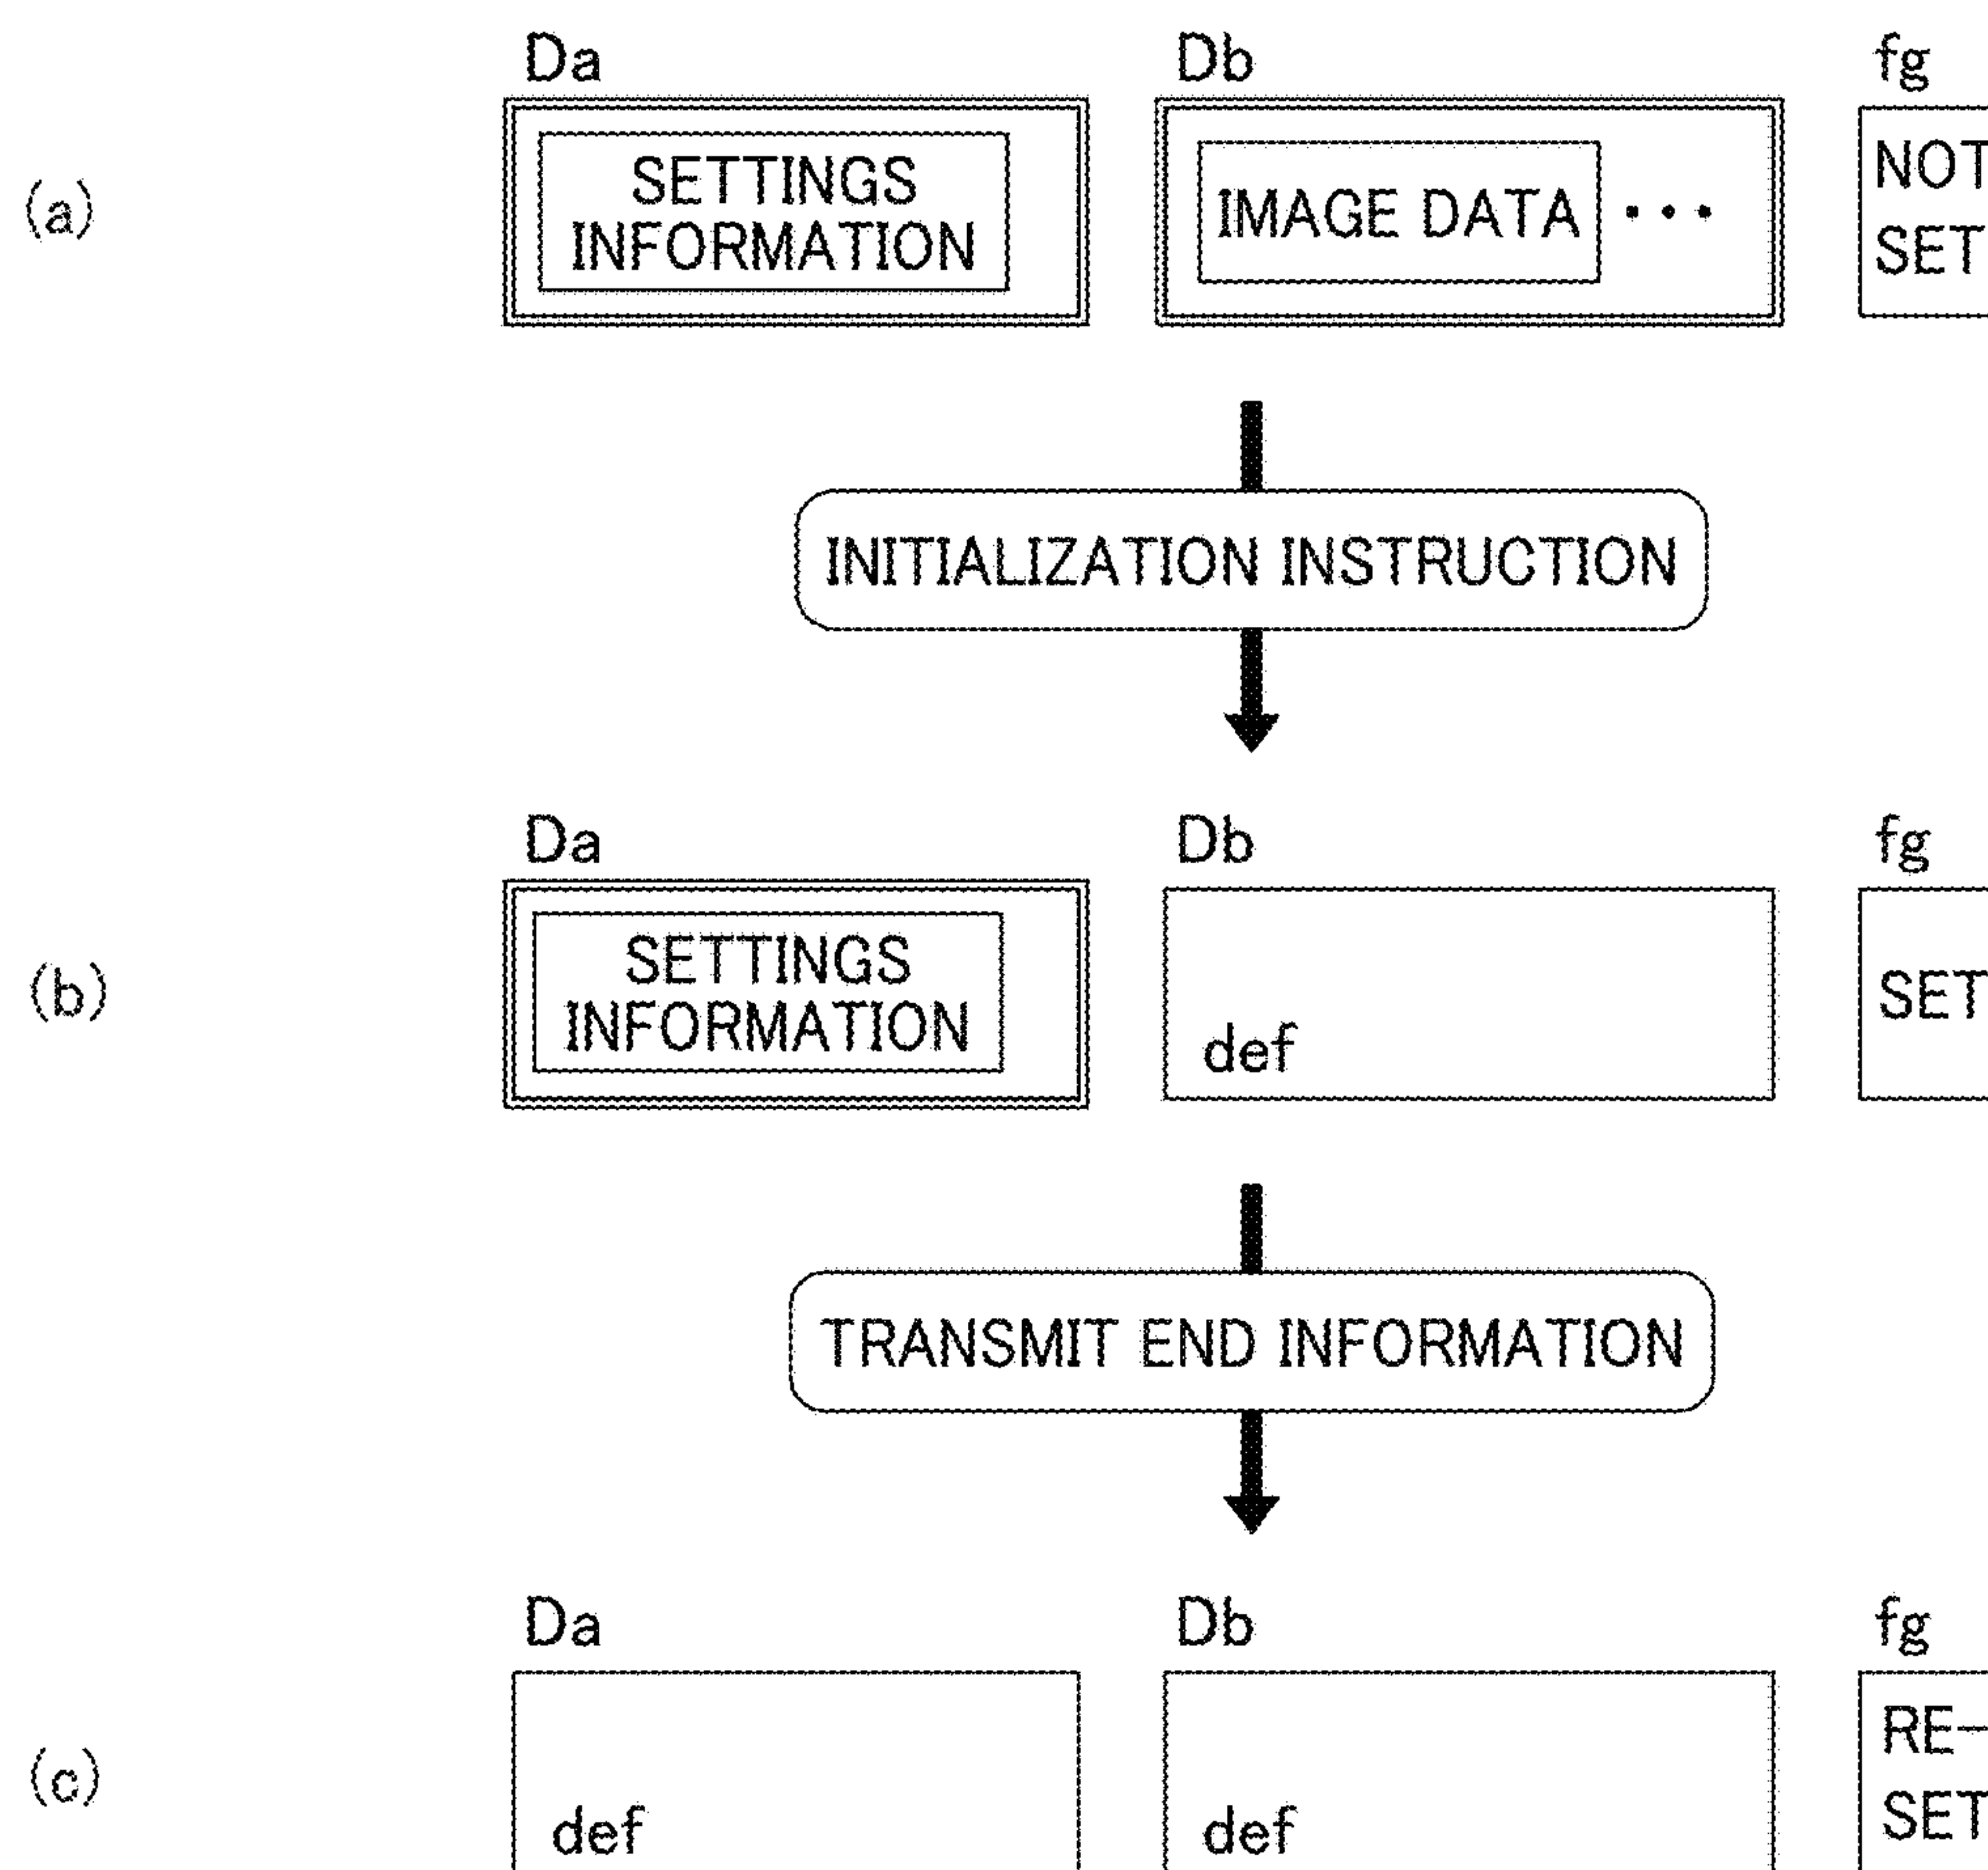 Da Db fg
(a) SETTINGS INFORMATION IMAGE DATA ··· NOT SET
INITIALIZATION INSTRUCTION
Da Db fg
(b) SETTINGS INFORMATION def SET
TRANSMIT END INFORMATION
Da Db fg
(c) def def RE-SET